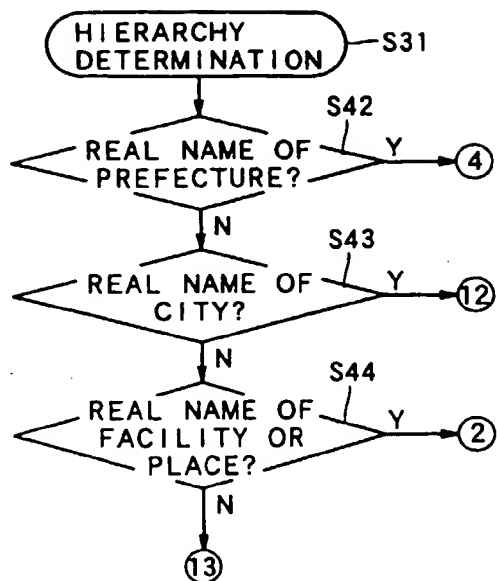 HIERARCHY
DETERMINATION
S31
S42
REAL NAME OF
PREFECTURE?
Y
4
N
S43
REAL NAME OF
CITY?
Y
12
N
S44
REAL NAME OF
FACILITY OR
PLACE?
Y
2
N
13